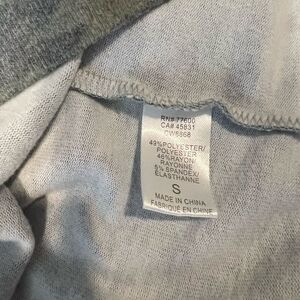 RN# 77600
CA# 45831
CW6868
49%POLYESTER/
POLYESTER
46%RAYON/
RAYONNE
5% SPANDEX/
ELASTHANNE
S
MADE IN CHINA
FABRIQUÉ EN CHINE